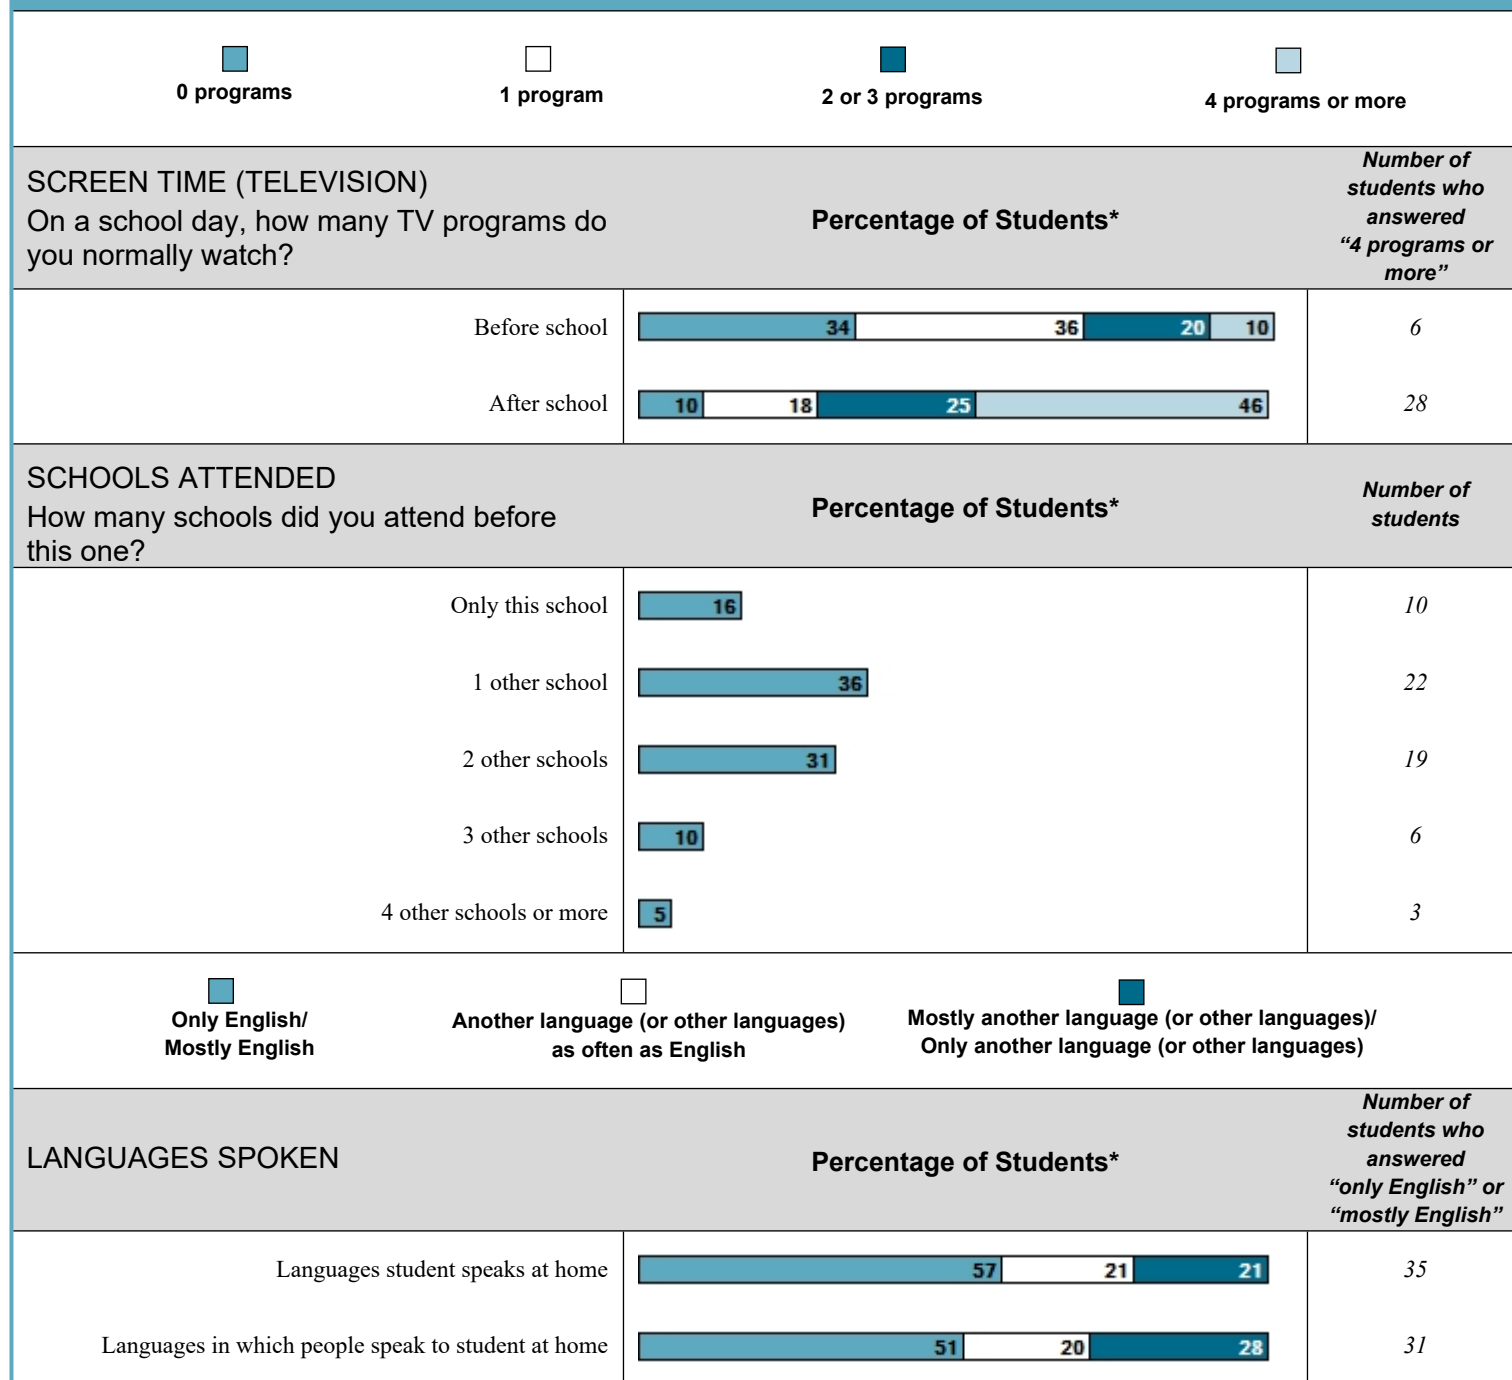 0 programs
1 program
2 or 3 programs
4 programs or more
SCREEN TIME (TELEVISION)
On a school day, how many TV programs do
you normally watch?
Percentage of Students*
Number of
students who
answered
“4 programs or
more”
Before school
34 36 20 10
6
After school
10 18 25 46
28
SCHOOLS ATTENDED
How many schools did you attend before
this one?
Percentage of Students*
Number of
students
Only this school
16
10
1 other school
36
22
2 other schools
31
19
3 other schools
10
6
4 other schools or more
5
3
Only English/
Mostly English
Another language (or other languages)
as often as English
Mostly another language (or other languages)/
Only another language (or other languages)
LANGUAGES SPOKEN
Percentage of Students*
Number of
students who
answered
“only English” or
“mostly English”
Languages student speaks at home
57 21 21
35
Languages in which people speak to student at home
51 20 28
31